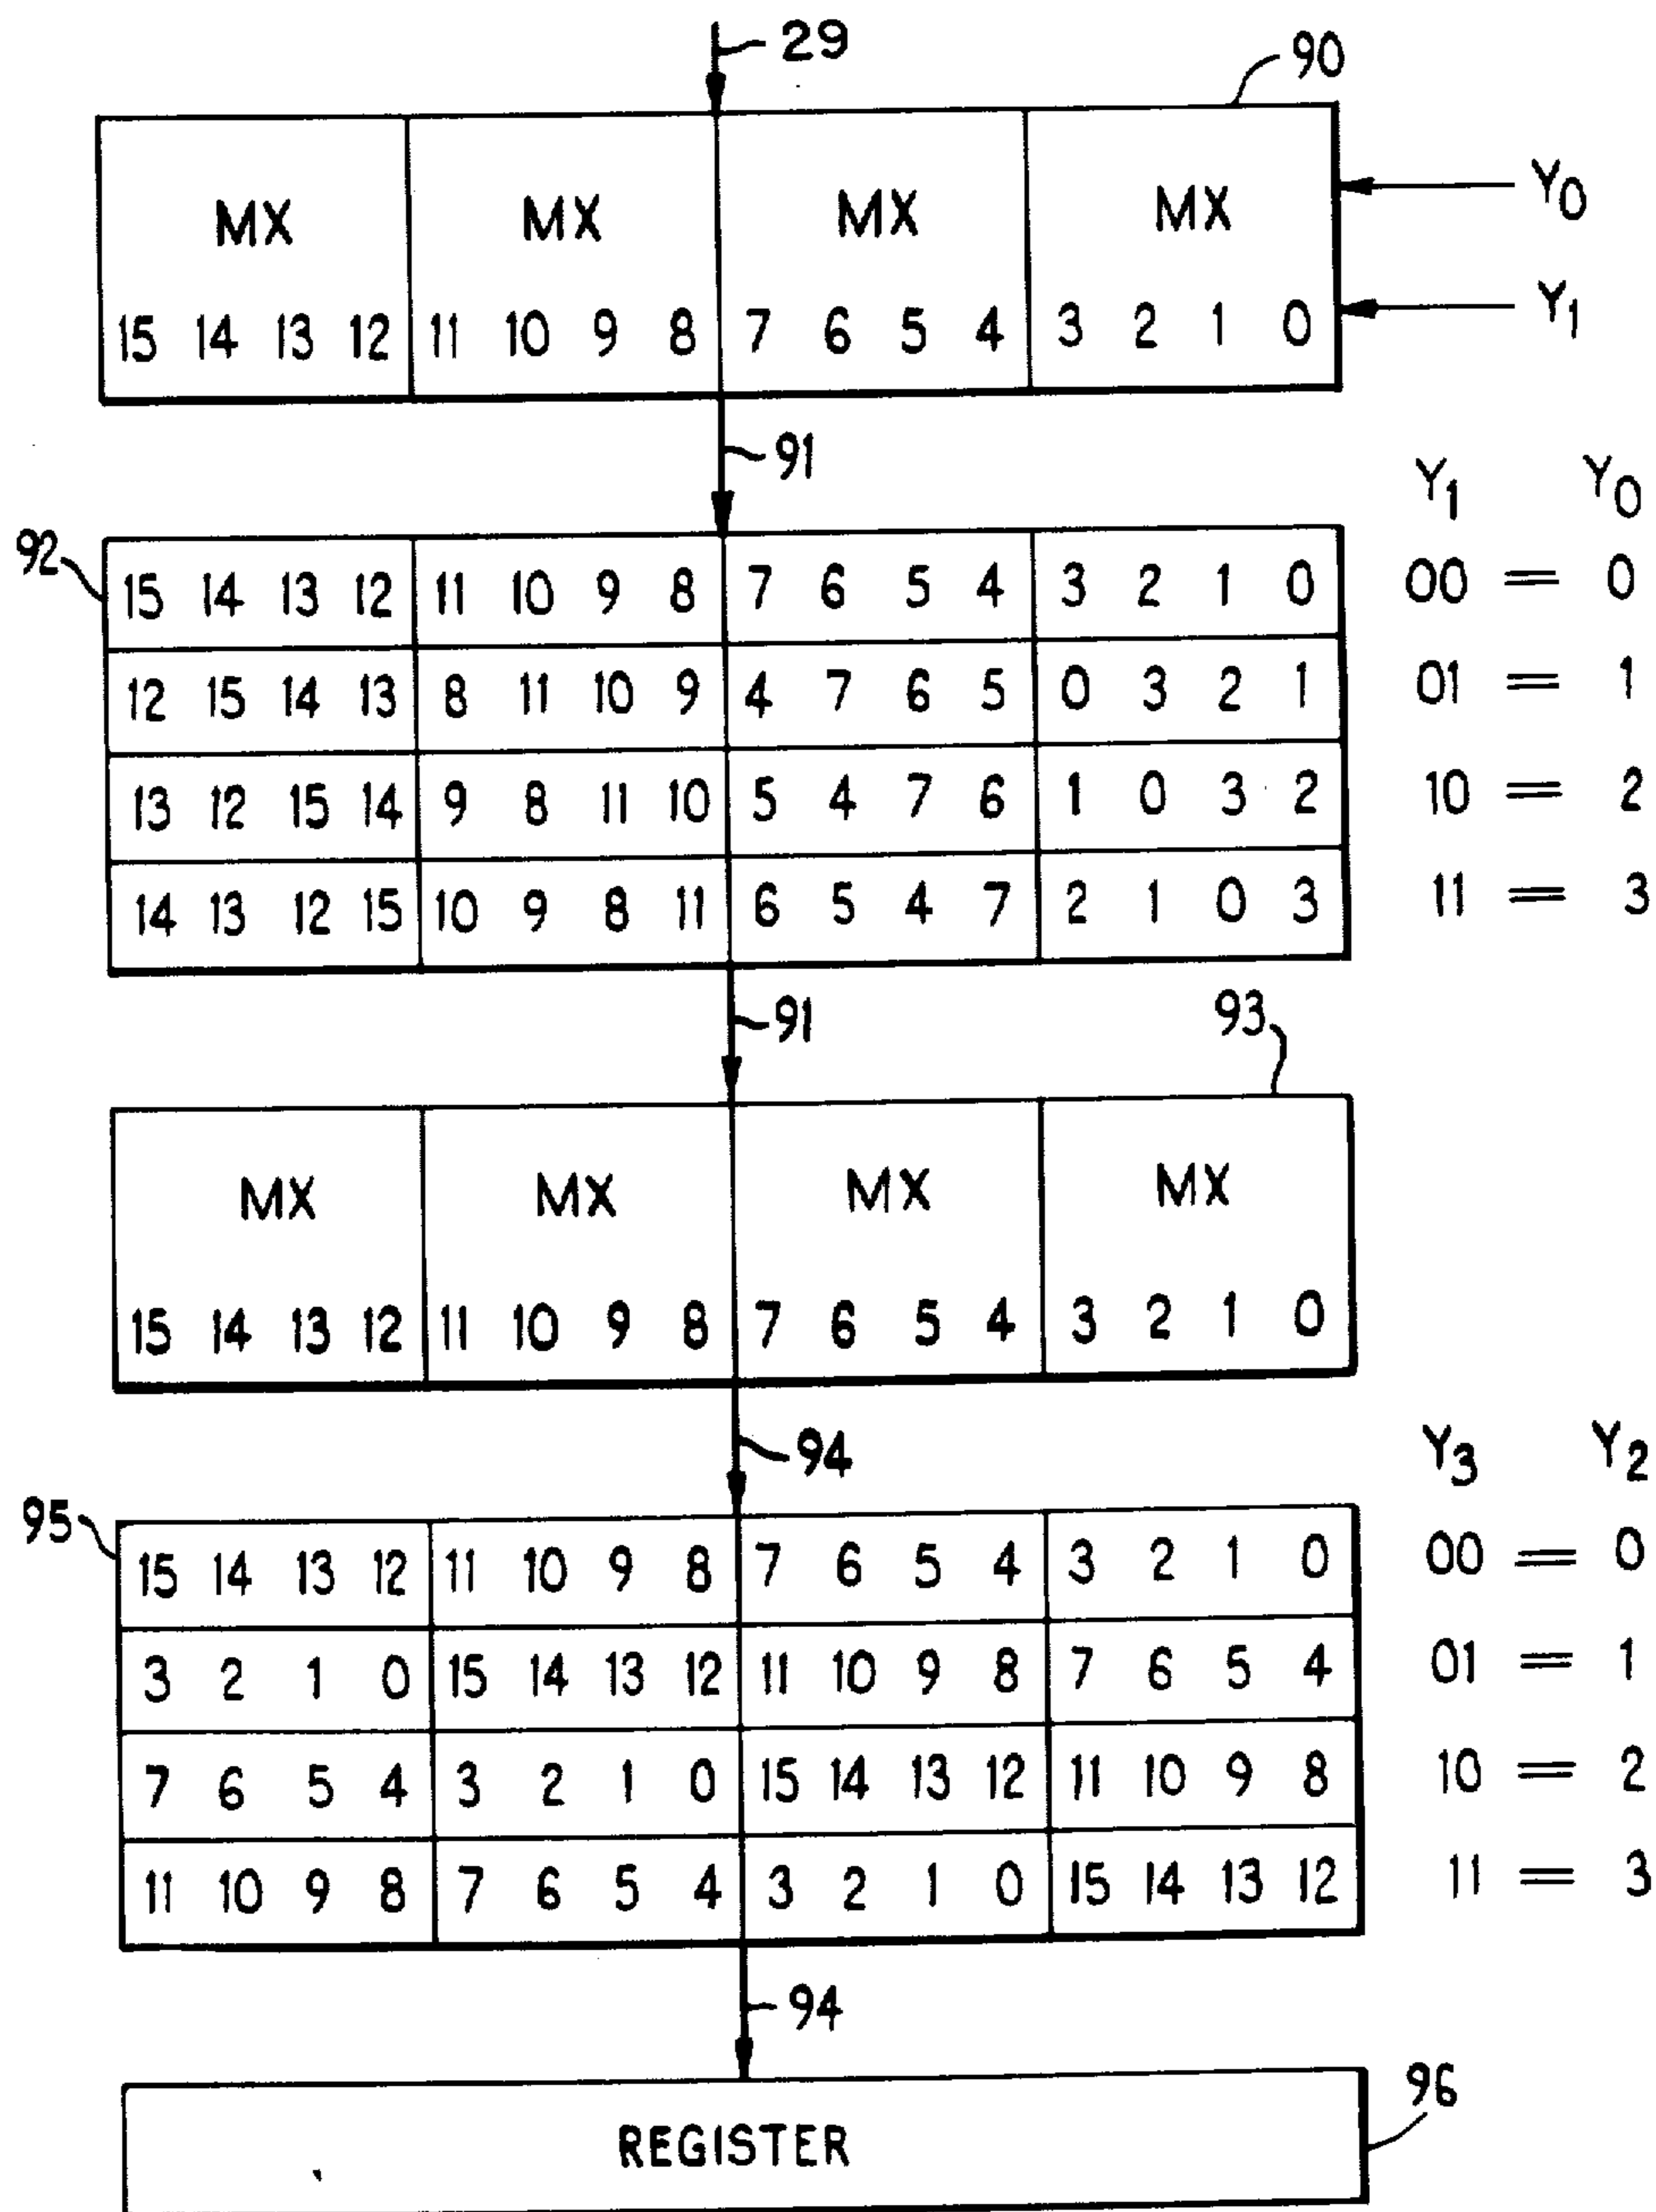 29
90
MX MX MX MX Y0
15 14 13 12 11 10 9 8 7 6 5 4 3 2 1 0 Y1
91
Y1 Y0
92
15 14 13 12 11 10 9 8 7 6 5 4 3 2 1 0 00 = 0
12 15 14 13 8 11 10 9 4 7 6 5 0 3 2 1 01 = 1
13 12 15 14 9 8 11 10 5 4 7 6 1 0 3 2 10 = 2
14 13 12 15 10 9 8 11 6 5 4 7 2 1 0 3 11 = 3
91
93
MX MX MX MX
15 14 13 12 11 10 9 8 7 6 5 4 3 2 1 0
94
Y3 Y2
95
15 14 13 12 11 10 9 8 7 6 5 4 3 2 1 0 00 = 0
3 2 1 0 15 14 13 12 11 10 9 8 7 6 5 4 01 = 1
7 6 5 4 3 2 1 0 15 14 13 12 11 10 9 8 10 = 2
11 10 9 8 7 6 5 4 3 2 1 0 15 14 13 12 11 = 3
94
96
REGISTER